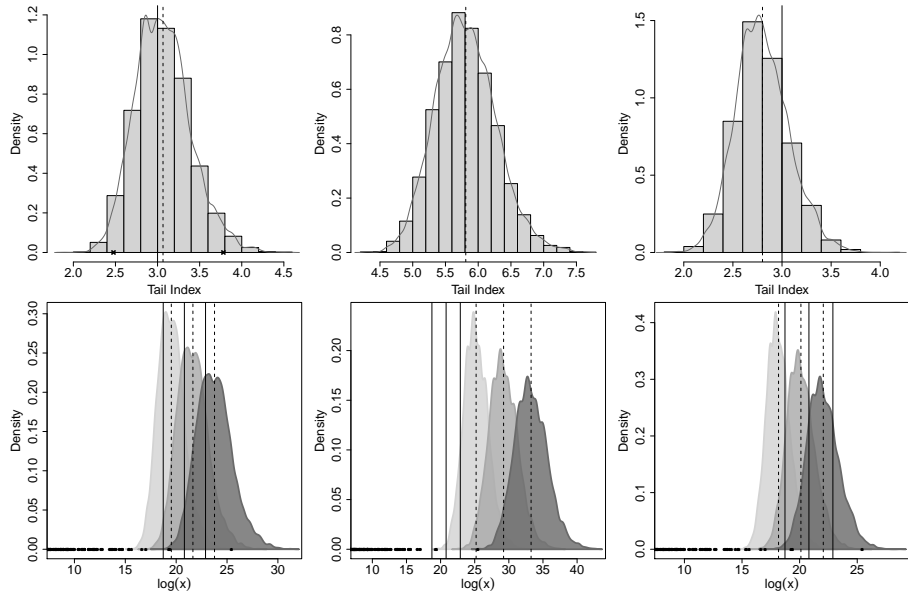 Density
0.0 0.2 0.4 0.6 0.8 1.0 1.2
2.0 2.5 3.0 3.5 4.0 4.5
Tail Index
Density
0.0 0.2 0.4 0.6 0.8
4.5 5.0 5.5 6.0 6.5 7.0 7.5
Tail Index
Density
0.0 0.5 1.0 1.5
2.0 2.5 3.0 3.5 4.0
Tail Index
Density
0.00 0.05 0.10 0.15 0.20 0.25 0.30
10 15 20 25 30
log(x)
Density
0.00 0.05 0.10 0.15 0.20
10 15 20 25 30 35 40
log(x)
Density
0.0 0.1 0.2 0.3 0.4
10 15 20 25
log(x)